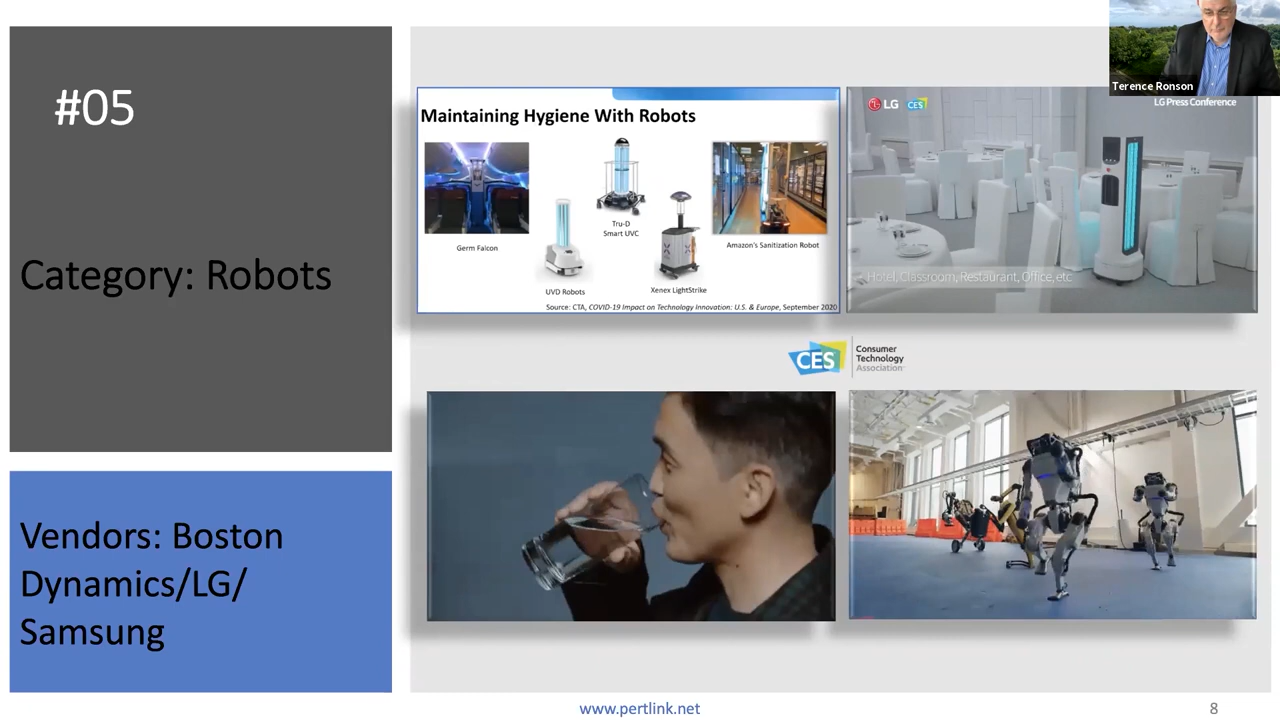 #05
Category: Robots
Vendors: Boston
Dynamics/LG/
Samsung
Maintaining Hygiene With Robots
Germ Falcon
UVD Robots
Tru-D
Smart UVC
Xenex LightStrike
Amazon's Sanitization Robot
Source: CTA, COVID-19 Impact on Technology Innovation: U.S. & Europe, September 2020
LG CES
LG Press Conference
Hotel, Classroom, Restaurant, Office, etc
Terence Ronson
CES
Consumer
Technology
Association
www.pertlink.net
8